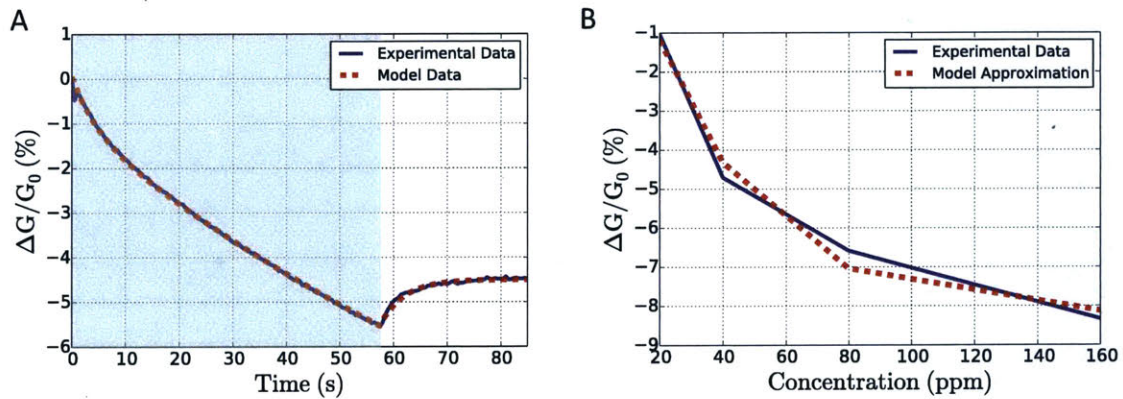 A
1
0
−1
−2
−3
−4
−5
−6
ΔG/G₀ (%)
0 10 20 30 40 50 60 70 80
Time (s)
Experimental Data
Model Data
B
−1
−2
−3
−4
−5
−6
−7
−8
−9
ΔG/G₀ (%)
20 40 60 80 100 120 140 160
Concentration (ppm)
Experimental Data
Model Approximation